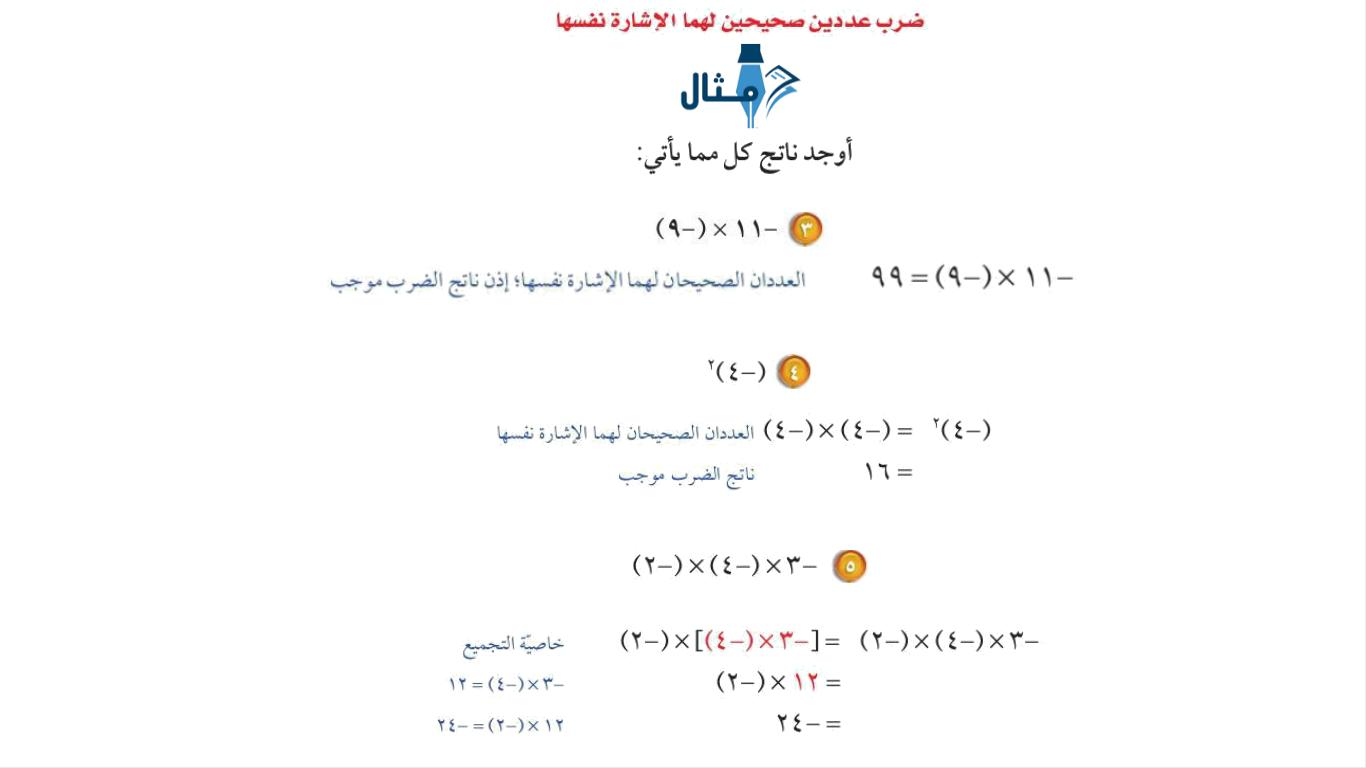 ضرب عددين صحيحين لهما الإشارة نفسها
مثال
أوجد ناتج كل مما يأتي:
٣ –١١ × (–٩)
–١١ × (–٩) = ٩٩ العددان الصحيحان لهما الإشارة نفسها؛ إذن ناتج الضرب موجب
٤ (–٤)٢
(–٤)٢ = (–٤) × (–٤) العددان الصحيحان لهما الإشارة نفسها
= ١٦ ناتج الضرب موجب
٥ –٣ × (–٤) × (–٢)
–٣ × (–٤) × (–٢) = [–٣ × (–٤)] × (–٢) خاصيّة التجميع
= ١٢ × (–٢) –٣ × (–٤) = ١٢
= –٢٤ ١٢ × (–٢) = –٢٤